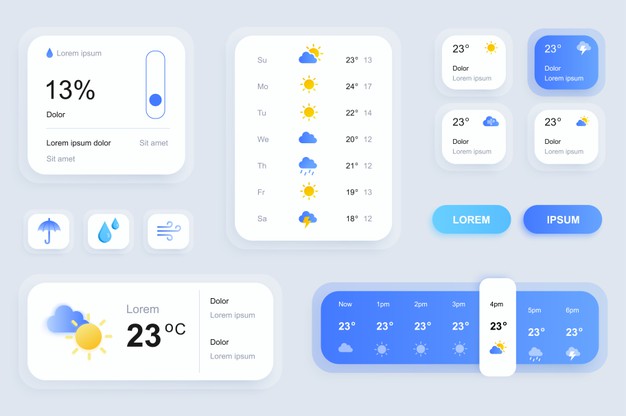 Lorem ipsum
13%
Dolor
Lorem ipsum dolor Sit amet
Sit amet
Su 23° 13
Mo 24° 17
Tu 22° 14
We 20° 12
Th 21° 12
Fr 19° 13
Sa 18° 12
23°
Dolor
Lorem ipsum
23°
Dolor
Lorem ipsum
23°
Dolor
Lorem ipsum
23°
Dolor
Lorem ipsum
LOREM
IPSUM
Lorem
23°C
Dolor
Lorem ipsum
Dolor
Lorem ipsum
Now 1pm 2pm 3pm 4pm 5pm 6pm
23° 23° 23° 23° 23° 23° 23°